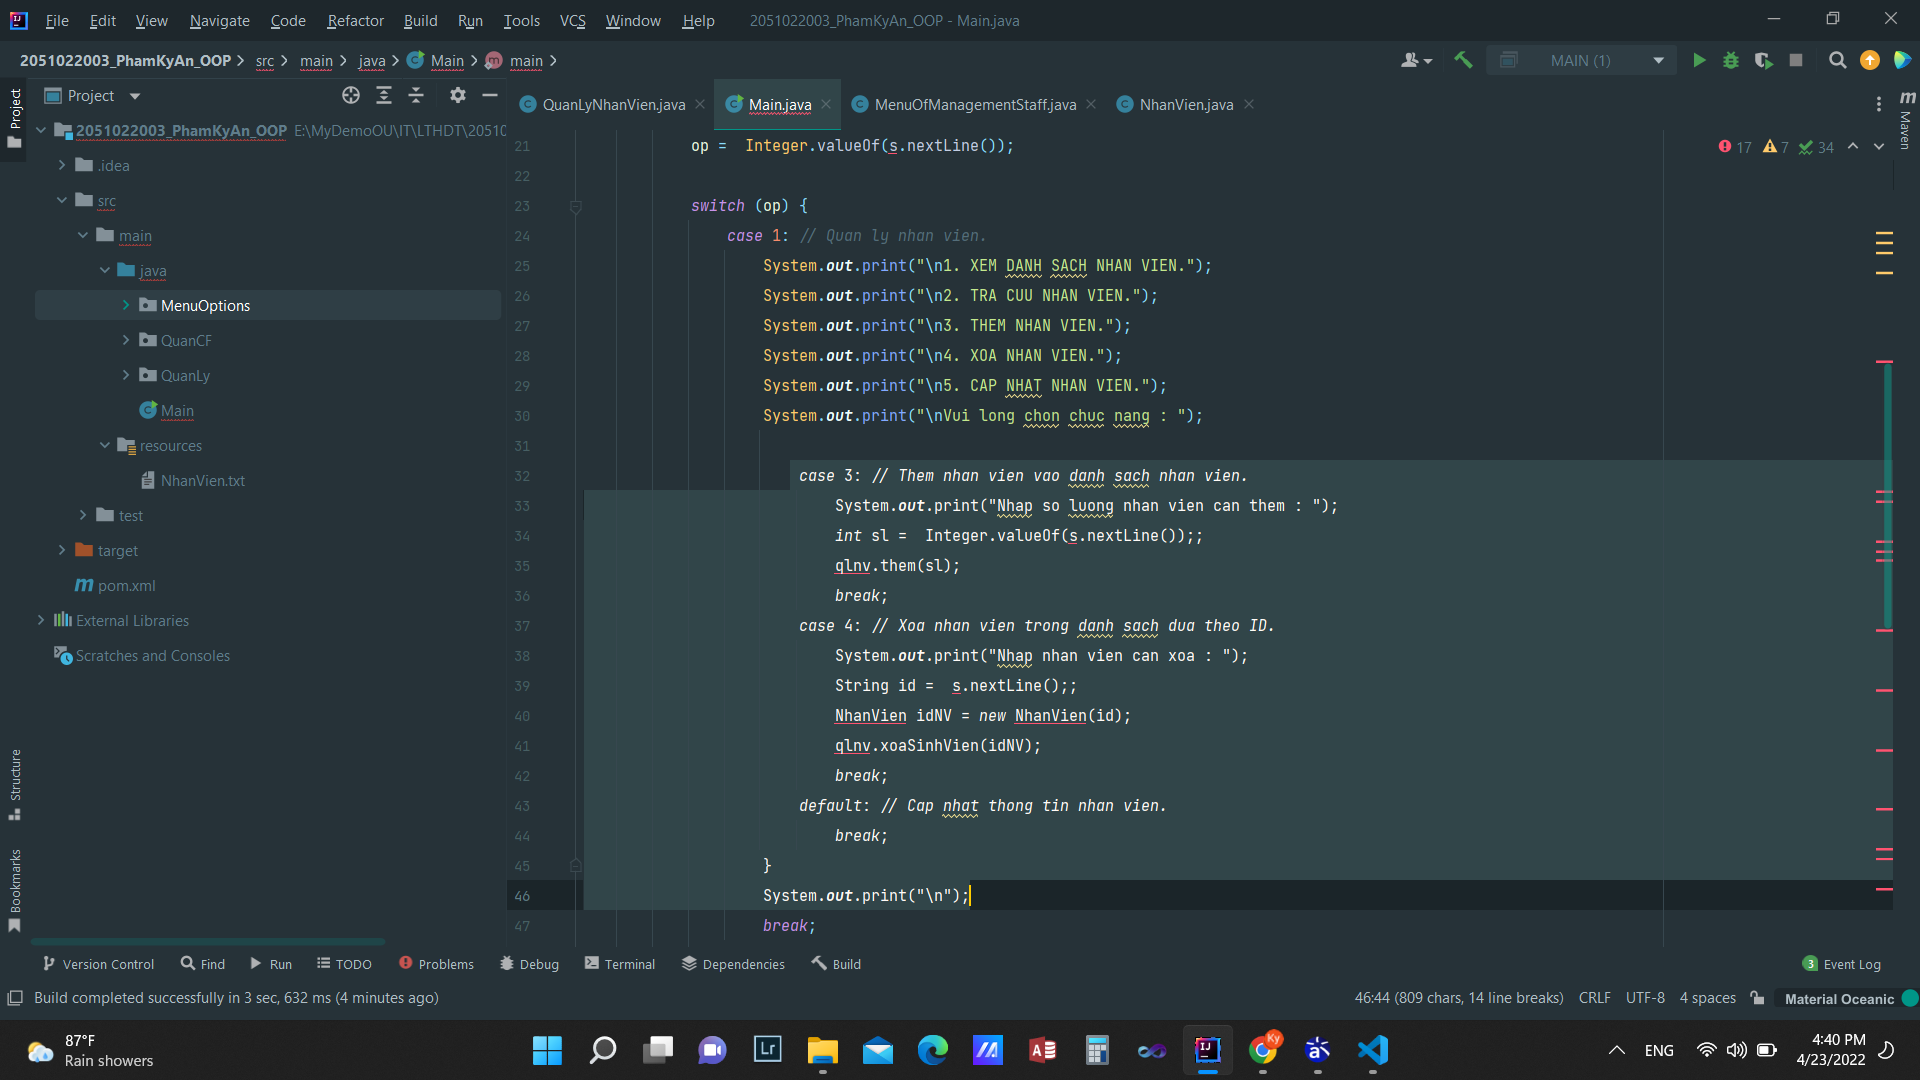 File Edit View Navigate Code Refactor Build Run Tools VCS Window Help 2051022003_PhamKyAn_OOP - Main.java
2051022003_PhamKyAn_OOP > src > main > java > Main > main > MAIN (1)
Project
Project
QuanLyNhanVien.java Main.java MenuOfManagementStaff.java NhanVien.java
Maven
2051022003_PhamKyAn_OOP E:\MyDemoOU\IT\LTHDT\20510
.idea
src
main
java
MenuOptions
QuanCF
QuanLy
Main
resources
NhanVien.txt
test
target
pom.xml
External Libraries
Scratches and Consoles
Structure
Bookmarks
17 7 34
21 op = Integer.valueOf(s.nextLine());
22
23 switch (op) {
24 case 1: // Quan ly nhan vien.
25 System.out.print("\n1. XEM DANH SACH NHAN VIEN.");
26 System.out.print("\n2. TRA CUU NHAN VIEN.");
27 System.out.print("\n3. THEM NHAN VIEN.");
28 System.out.print("\n4. XOA NHAN VIEN.");
29 System.out.print("\n5. CAP NHAT NHAN VIEN.");
30 System.out.print("\nVui long chon chuc nang : ");
31
32 case 3: // Them nhan vien vao danh sach nhan vien.
33 System.out.print("Nhap so luong nhan vien can them : ");
34 int sl = Integer.valueOf(s.nextLine());;
35 qlnv.them(sl);
36 break;
37 case 4: // Xoa nhan vien trong danh sach dua theo ID.
38 System.out.print("Nhap nhan vien can xoa : ");
39 String id = s.nextLine();;
40 NhanVien idNV = new NhanVien(id);
41 qlnv.xoaSinhVien(idNV);
42 break;
43 default: // Cap nhat thong tin nhan vien.
44 break;
45 }
46 System.out.print("\n");
47 break;
Version Control Find Run TODO Problems Debug Terminal Dependencies Build 3 Event Log
Build completed successfully in 3 sec, 632 ms (4 minutes ago) 46:44 (809 chars, 14 line breaks) CRLF UTF-8 4 spaces Material Oceanic
87°F
Rain showers
ENG
4:40 PM
4/23/2022